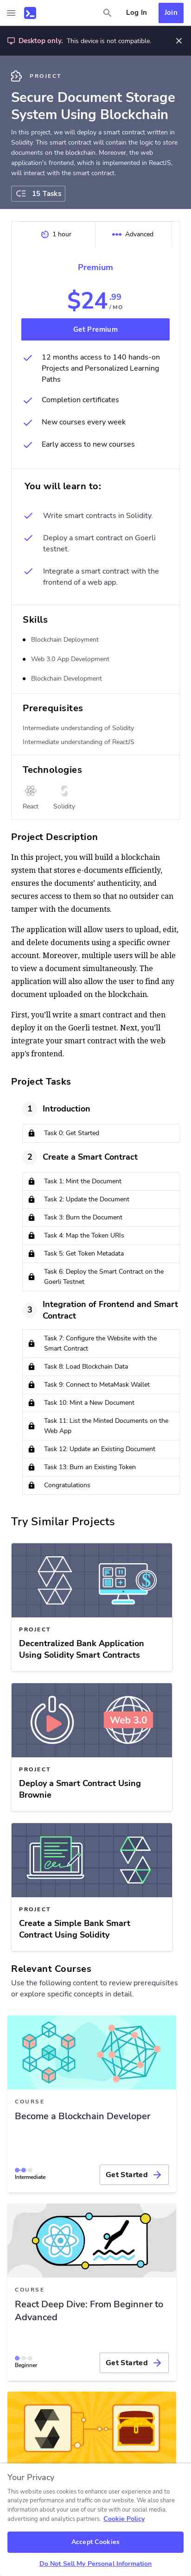 Log In
Join
Desktop only. This device is not compatible.
PROJECT
Secure Document Storage
System Using Blockchain
In this project, we will deploy a smart contract written in
Solidity. This smart contract will contain the logic to store
documents on the blockchain. Moreover, the web
application's frontend, which is implemented in ReactJS,
will interact with the smart contract.
15 Tasks
1 hour
Advanced
Premium
$24.99
/ MO
Get Premium
12 months access to 140 hands-on
Projects and Personalized Learning
Paths
Completion certificates
New courses every week
Early access to new courses
You will learn to:
Write smart contracts in Solidity.
Deploy a smart contract on Goerli
testnet.
Integrate a smart contract with the
frontend of a web app.
Skills
Blockchain Deployment
Web 3.0 App Development
Blockchain Development
Prerequisites
Intermediate understanding of Solidity
Intermediate understanding of ReactJS
Technologies
React
Solidity
Project Description
In this project, you will build a blockchain
system that stores e-documents efficiently,
ensures the documents' authenticity, and
secures access to them so that no outsider can
tamper with the documents.
The application will allow users to upload, edit,
and delete documents using a specific owner
account. Moreover, multiple users will be able
to view a document simultaneously. The
application will also allow the user to find any
document uploaded on the blockchain.
First, you'll write a smart contract and then
deploy it on the Goerli testnet. Next, you'll
integrate your smart contract with the web
app's frontend.
Project Tasks
1
Introduction
Task 0: Get Started
2
Create a Smart Contract
Task 1: Mint the Document
Task 2: Update the Document
Task 3: Burn the Document
Task 4: Map the Token URIs
Task 5: Get Token Metadata
Task 6: Deploy the Smart Contract on the
Goerli Testnet
3
Integration of Frontend and Smart
Contract
Task 7: Configure the Website with the
Smart Contract
Task 8: Load Blockchain Data
Task 9: Connect to MetaMask Wallet
Task 10: Mint a New Document
Task 11: List the Minted Documents on the
Web App
Task 12: Update an Existing Document
Task 13: Burn an Existing Token
Congratulations
Try Similar Projects
PROJECT
Decentralized Bank Application
Using Solidity Smart Contracts
Web 3.0
PROJECT
Deploy a Smart Contract Using
Brownie
PROJECT
Create a Simple Bank Smart
Contract Using Solidity
Relevant Courses
Use the following content to review prerequisites
or explore specific concepts in detail.
COURSE
Become a Blockchain Developer
Intermediate
Get Started
COURSE
React Deep Dive: From Beginner to
Advanced
Beginner
Get Started
Your Privacy
This website uses cookies to enhance user experience and to
analyze performance and traffic on our website. We also share
information about your use of our site with our social media,
advertising and analytics partners. Cookie Policy
Accept Cookies
Do Not Sell My Personal Information